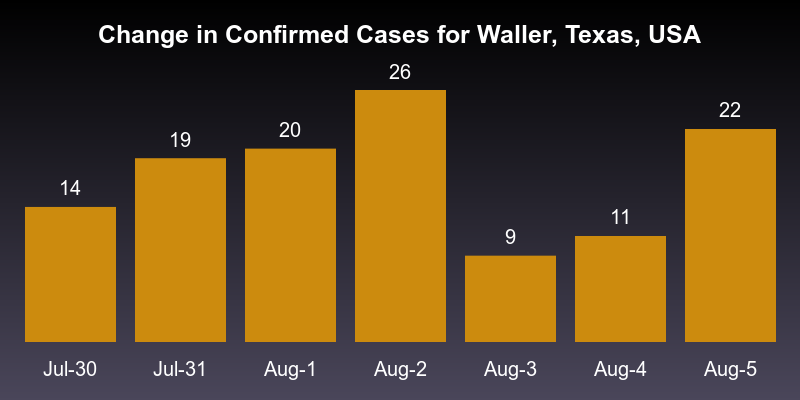 Change in Confirmed Cases for Waller, Texas, USA
14
19
20
26
9
11
22
Jul-30
Jul-31
Aug-1
Aug-2
Aug-3
Aug-4
Aug-5